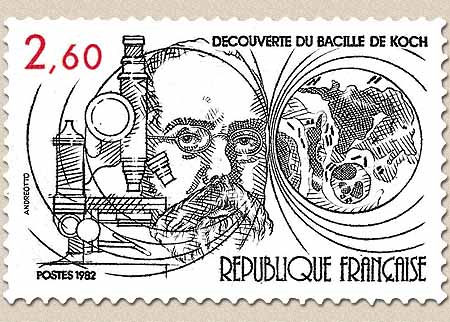 2,60
DECOUVERTE DU BACILLE DE KOCH
ANDREOTTO
POSTES 1982
REPUBLIQUE FRANÇAISE